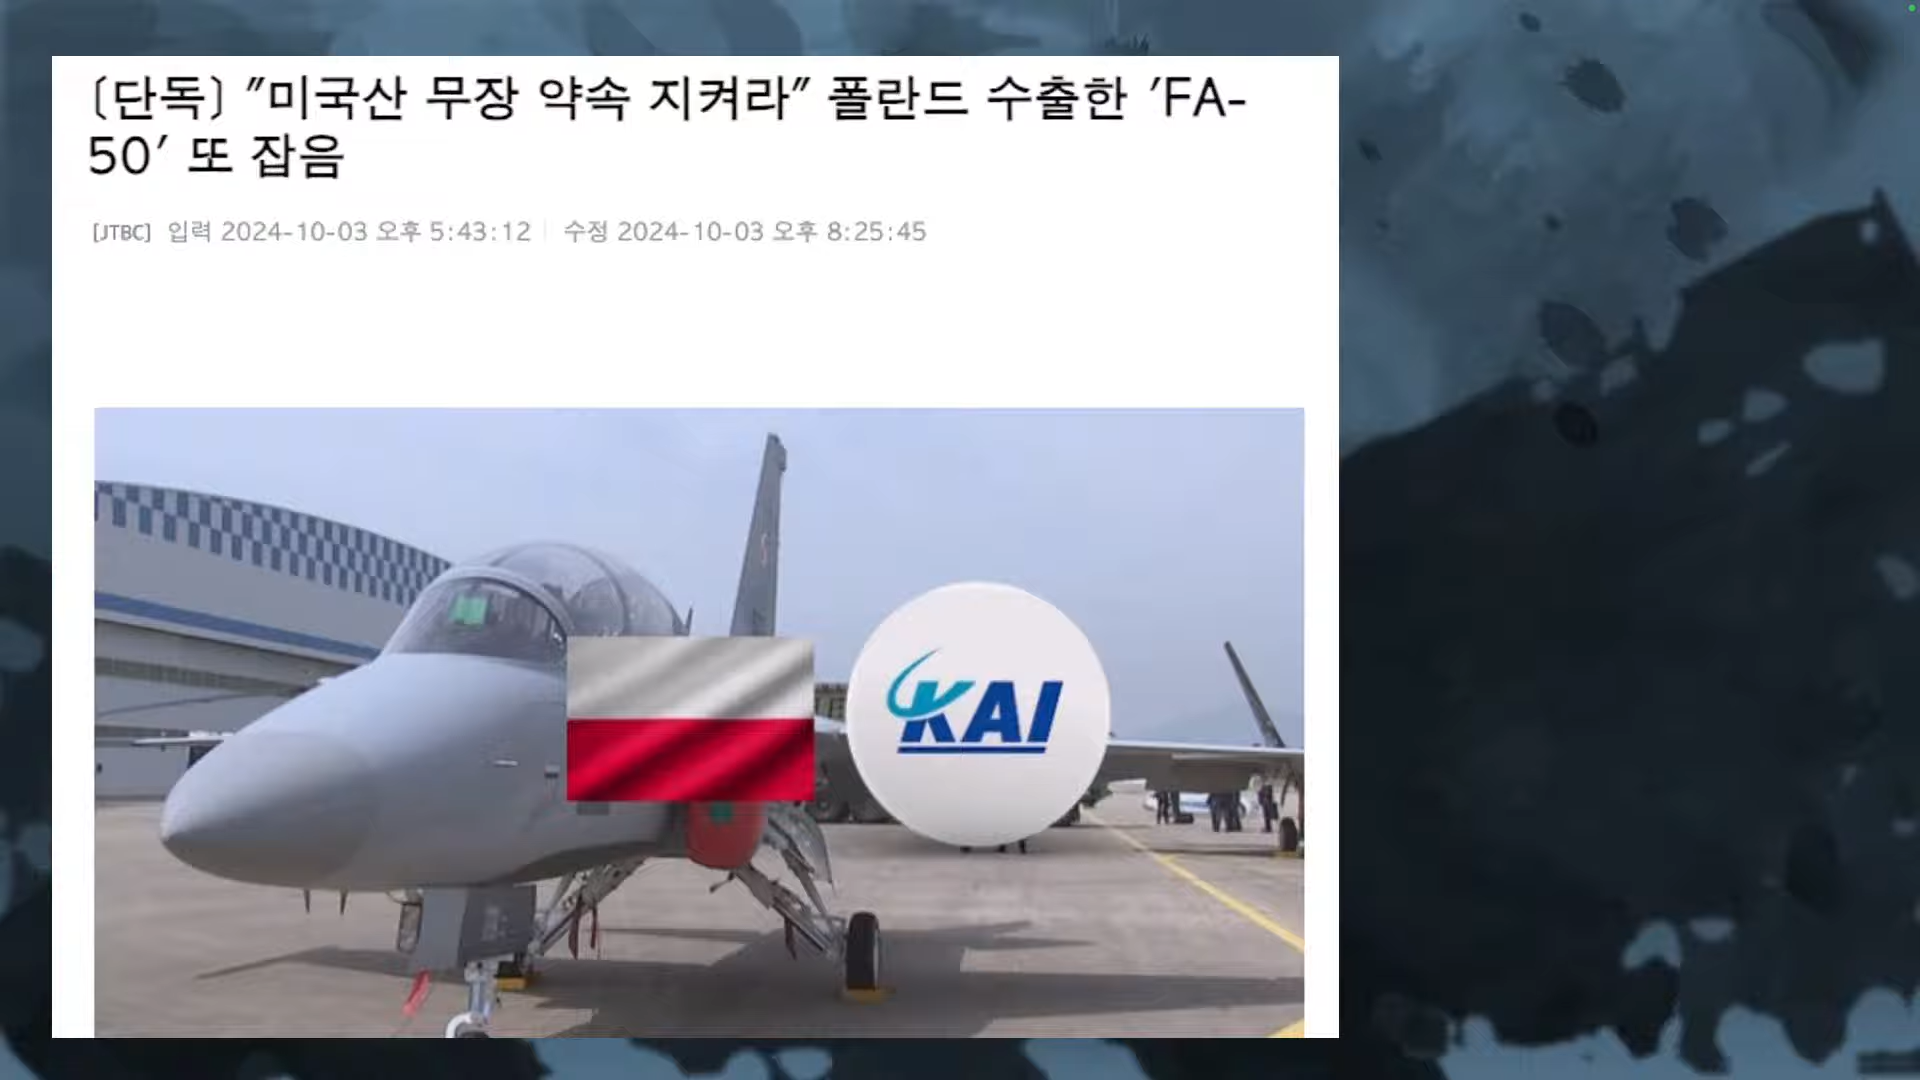 〔단독〕 "미국산 무장 약속 지켜라" 폴란드 수출한 'FA-
50' 또 잡음
[JTBC] 입력 2024-10-03 오후 5:43:12 | 수정 2024-10-03 오후 8:25:45
KAI